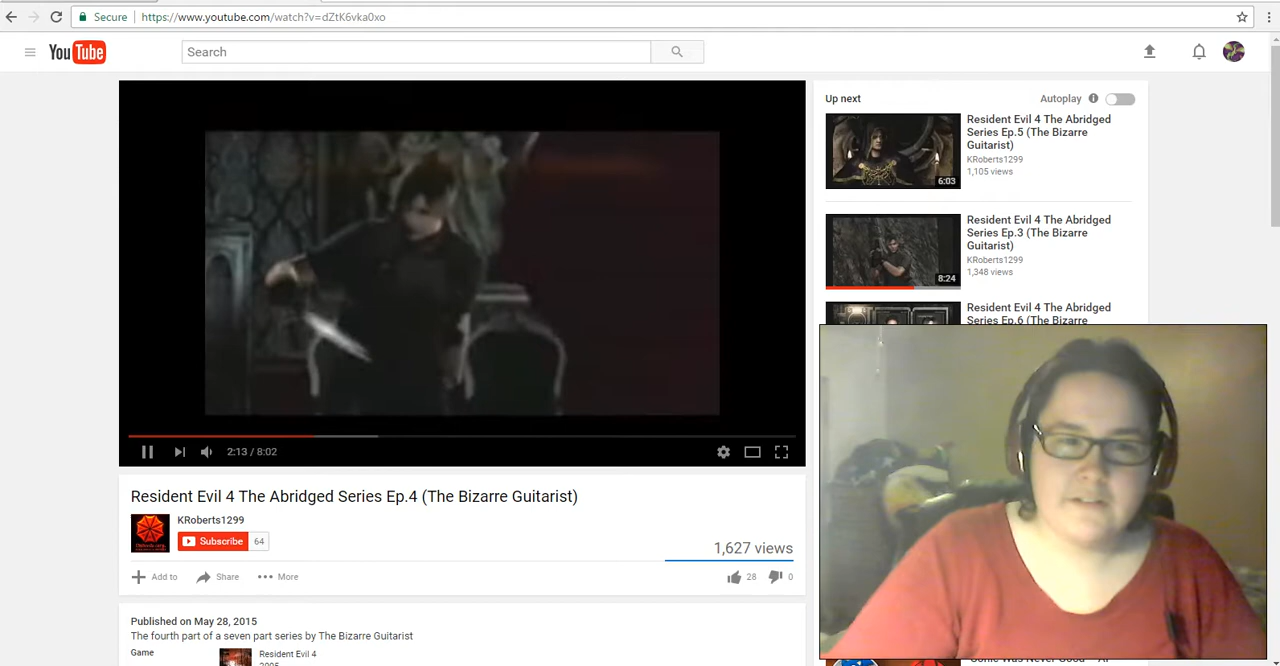 Secure
https://www.youtube.com/watch?v=dZtK6vka0xo
YouTube
Search
Up next
Autoplay
Resident Evil 4 The Abridged
Series Ep.5 (The Bizarre
Guitarist)
KRoberts1299
1,105 views
6:03
Resident Evil 4 The Abridged
Series Ep.3 (The Bizarre
Guitarist)
KRoberts1299
1,348 views
8:24
Resident Evil 4 The Abridged
Series Ep.6 (The Bizarre
2:13 / 8:02
Resident Evil 4 The Abridged Series Ep.4 (The Bizarre Guitarist)
KRoberts1299
Subscribe
64
1,627 views
Add to
Share
More
28
0
Published on May 28, 2015
The fourth part of a seven part series by The Bizarre Guitarist
Game
Resident Evil 4